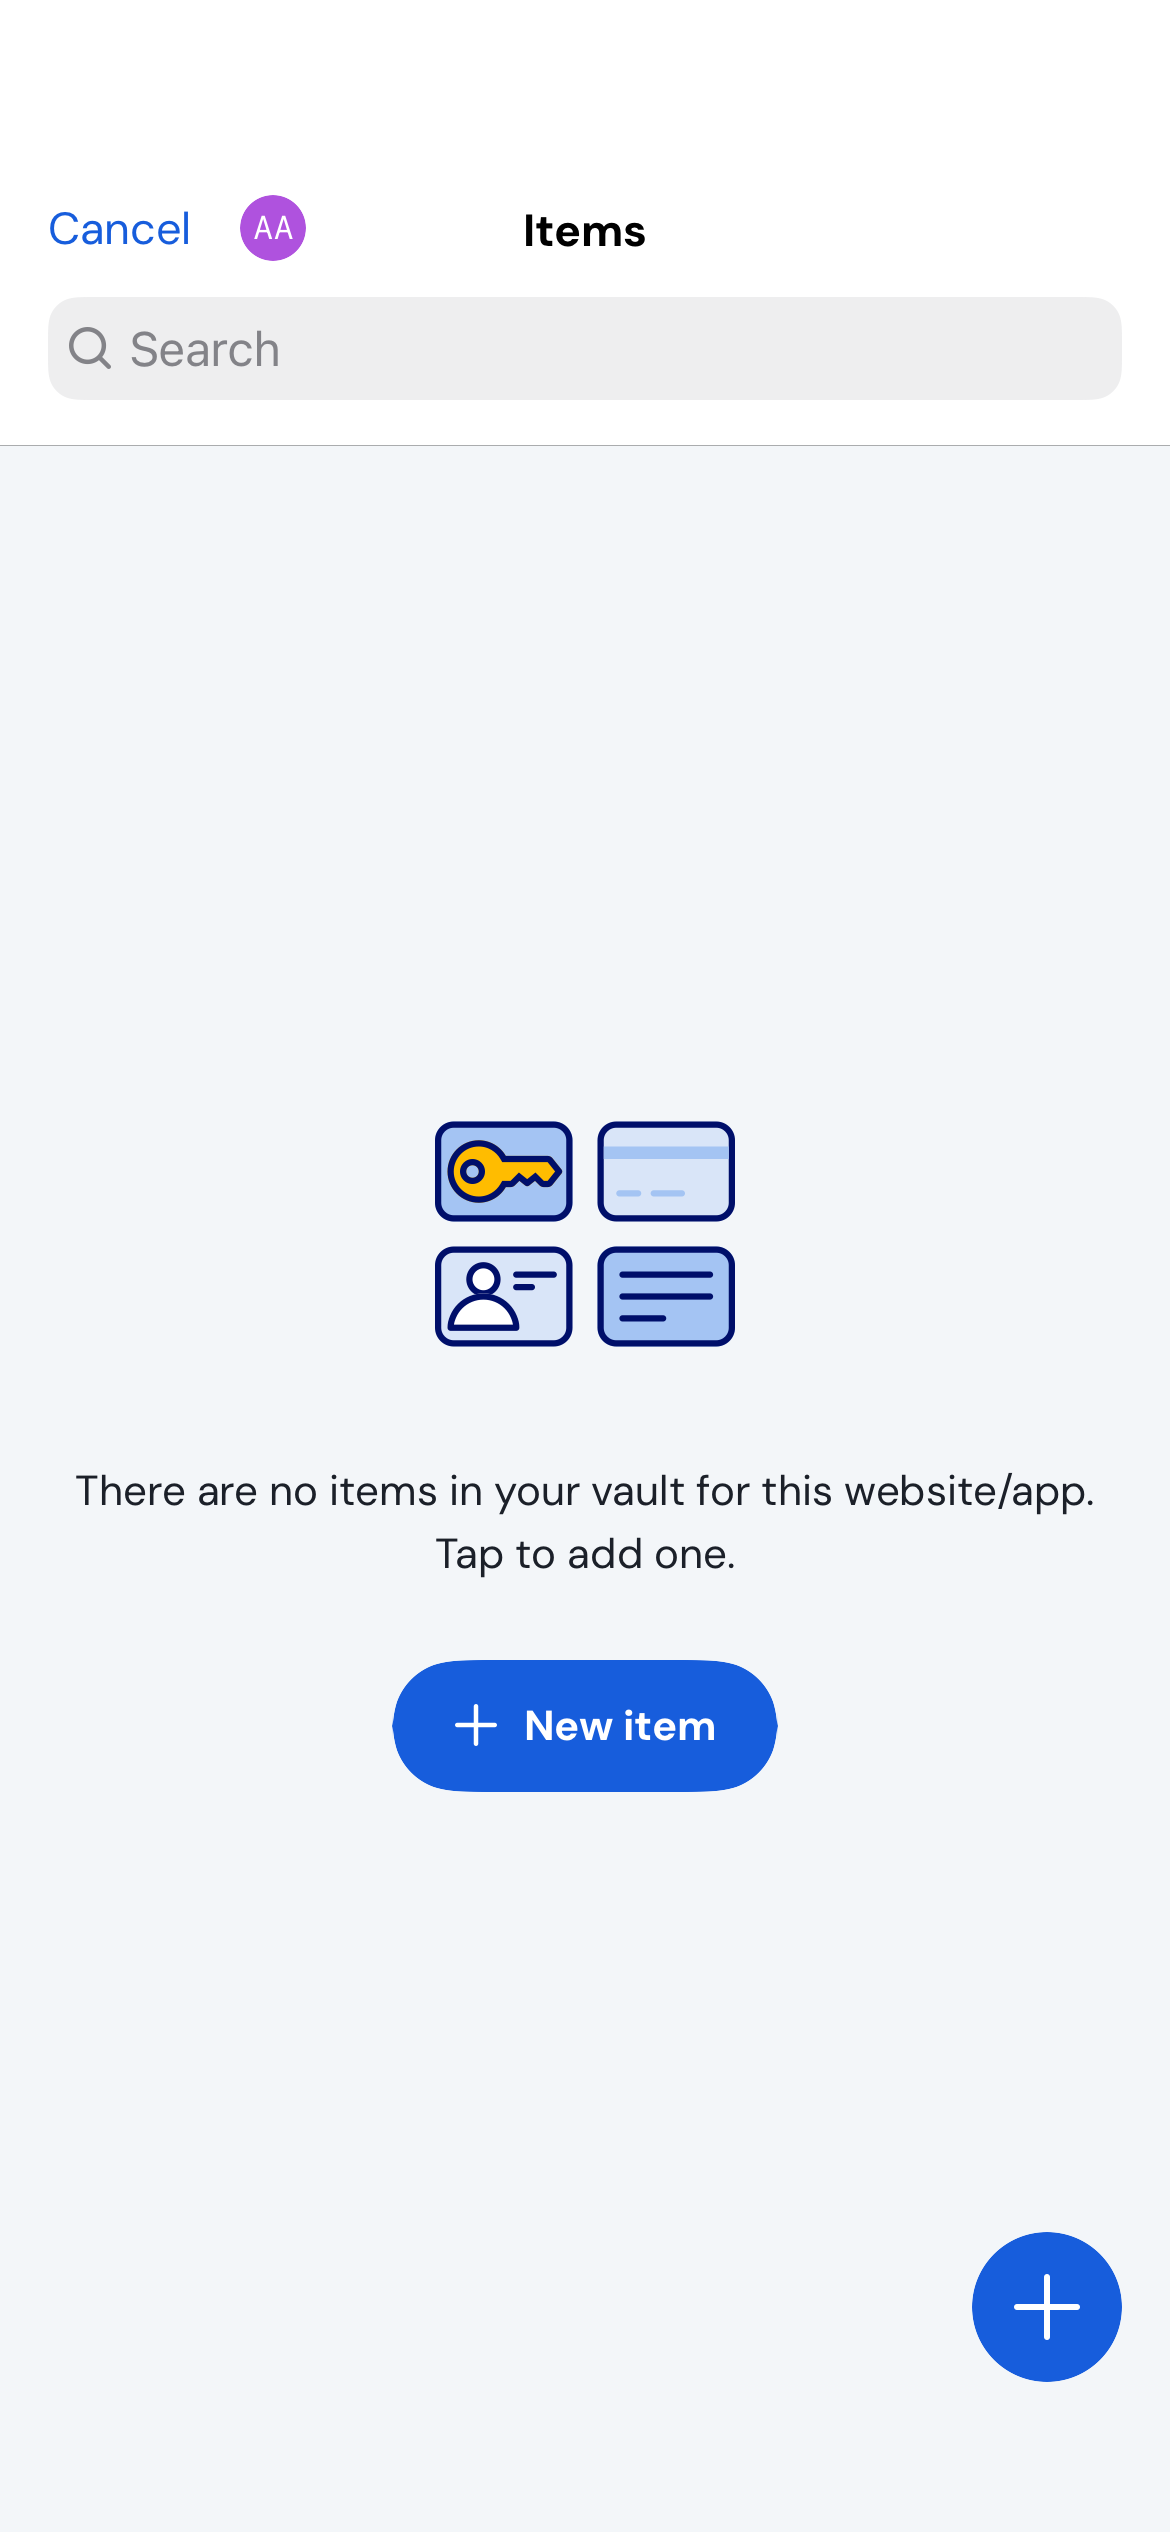 Cancel
AA
Items
Search
There are no items in your vault for this website/app.
Tap to add one.
New item